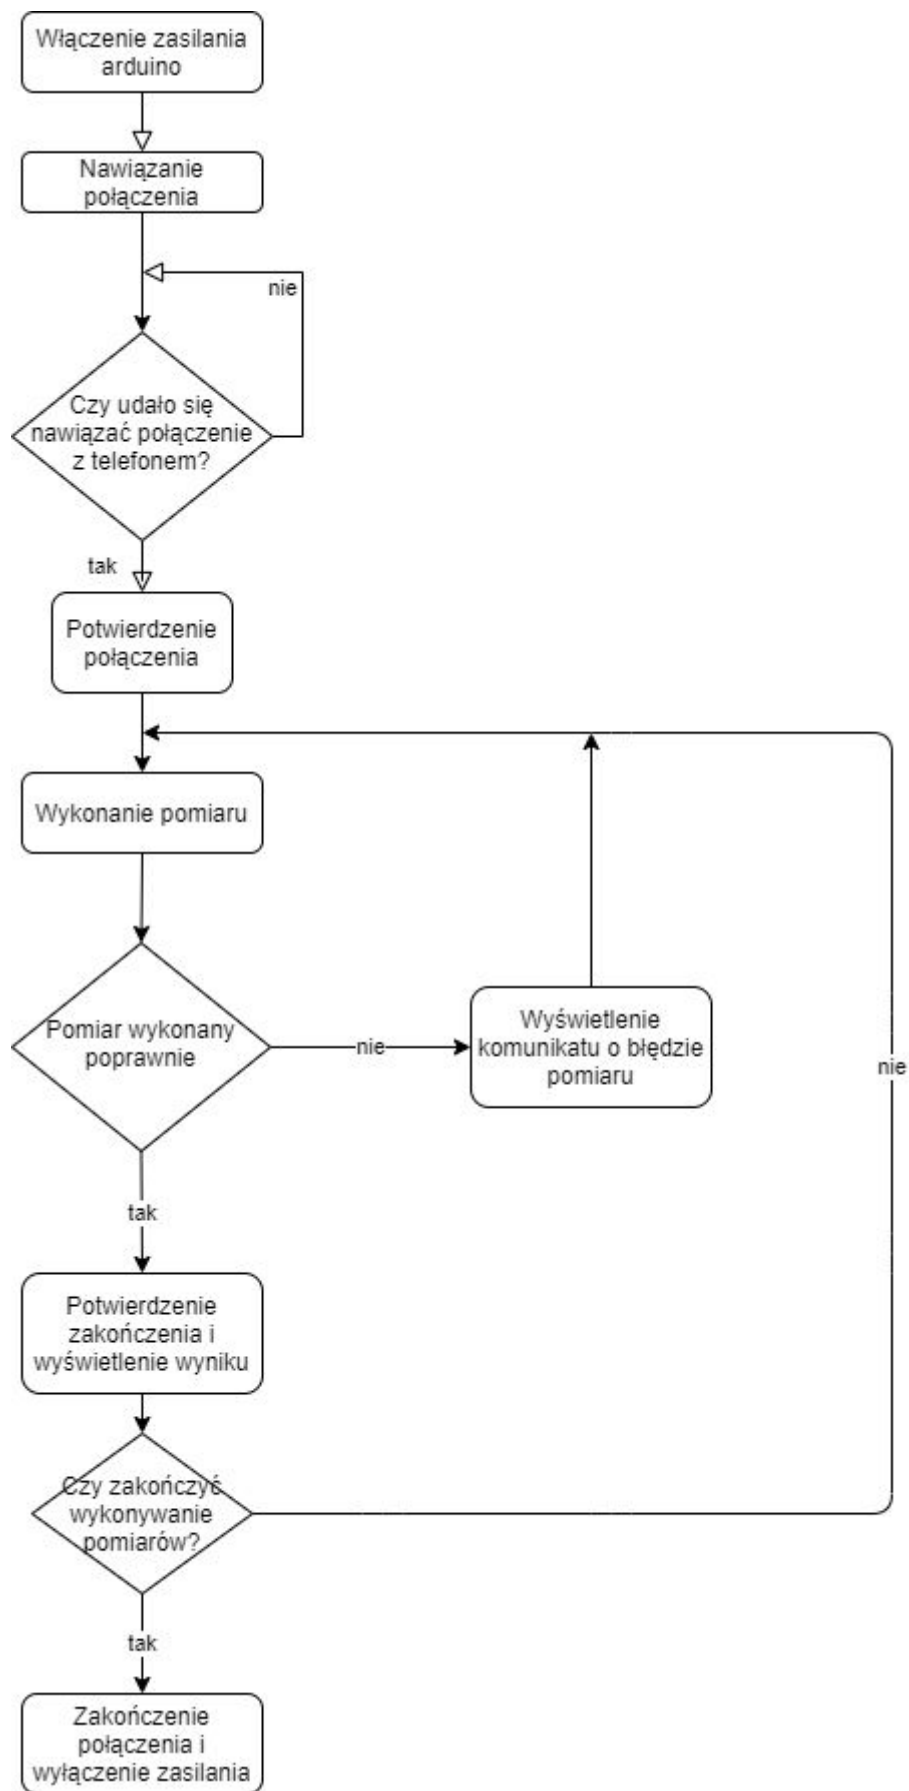 Włączenie zasilania
arduino
Nawiązanie
połączenia
nie
Czy udało się
nawiązać połączenie
z telefonem?
tak
Potwierdzenie
połączenia
Wykonanie pomiaru
Pomiar wykonany
poprawnie
nie
Wyświetlenie
komunikatu o błędzie
pomiaru
nie
tak
Potwierdzenie
zakończenia i
wyświetlenie wyniku
Czy zakończyć
wykonywanie
pomiarów?
tak
Zakończenie
połączenia i
wyłączenie zasilania